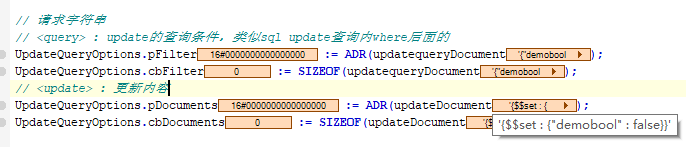 // 请求字符串
// <query> : update的查询条件，类似sql update查询内where后面的
UpdateQueryOptions.pFilter 16#0000000000000000 := ADR(updatequeryDocument '{"demobool );
UpdateQueryOptions.cbFilter 0 := SIZEOF(updatequeryDocument '{"demobool );
// <update> : 更新内容
UpdateQueryOptions.pDocuments 16#0000000000000000 := ADR(updateDocument '{$$set : { );
UpdateQueryOptions.cbDocuments 0 := SIZEOF(updateDocument
'{$$set : {"demobool" : false}}'